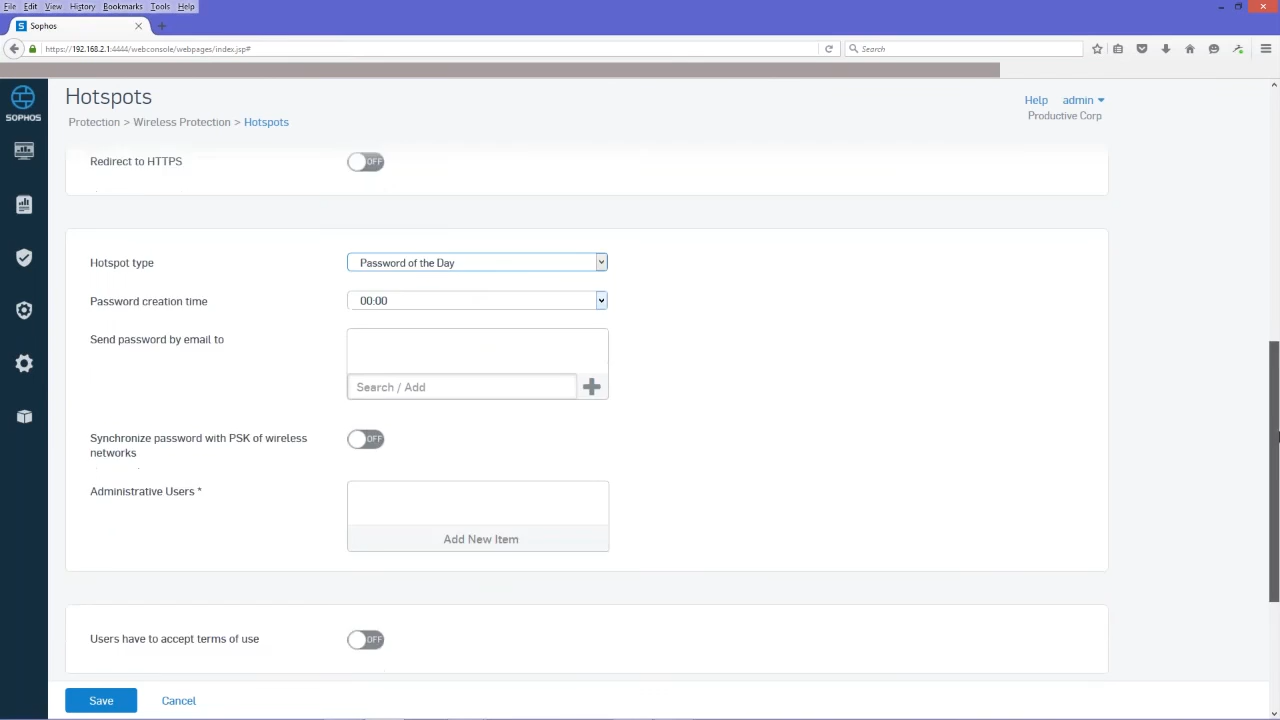 File Edit View History Bookmarks Tools Help
S Sophos
https://192.168.2.1:4444/webconsole/webpages/index.jsp#
Search
SOPHOS
Hotspots
Help admin
Protection > Wireless Protection > Hotspots
Productive Corp
Redirect to HTTPS OFF
Hotspot type Password of the Day
Password creation time 00:00
Send password by email to
Search / Add
Synchronize password with PSK of wireless
networks
OFF
Administrative Users *
Add New Item
Users have to accept terms of use OFF
Save Cancel